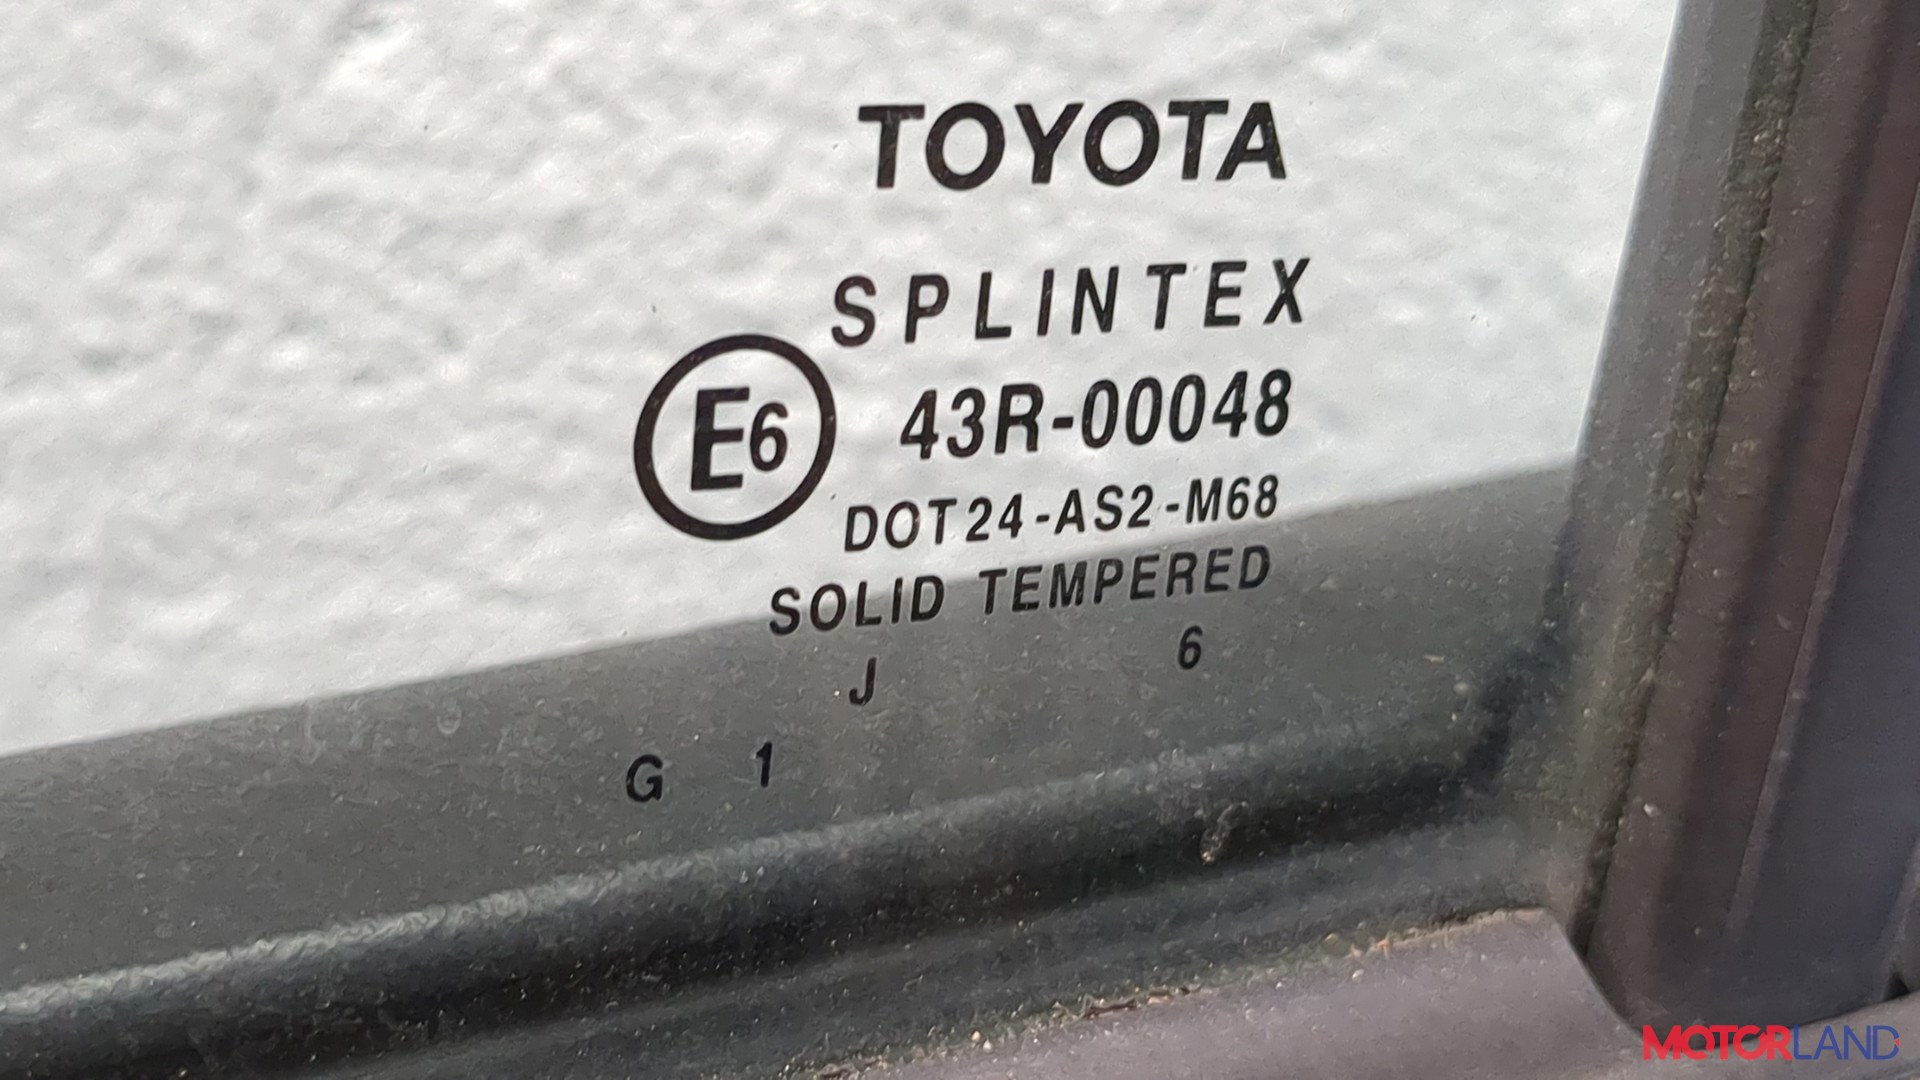 TOYOTA
SPLINTEX
E6 43R-00048
DOT24-AS2-M68
SOLID TEMPERED
J 6
G 1
MOTORLAND